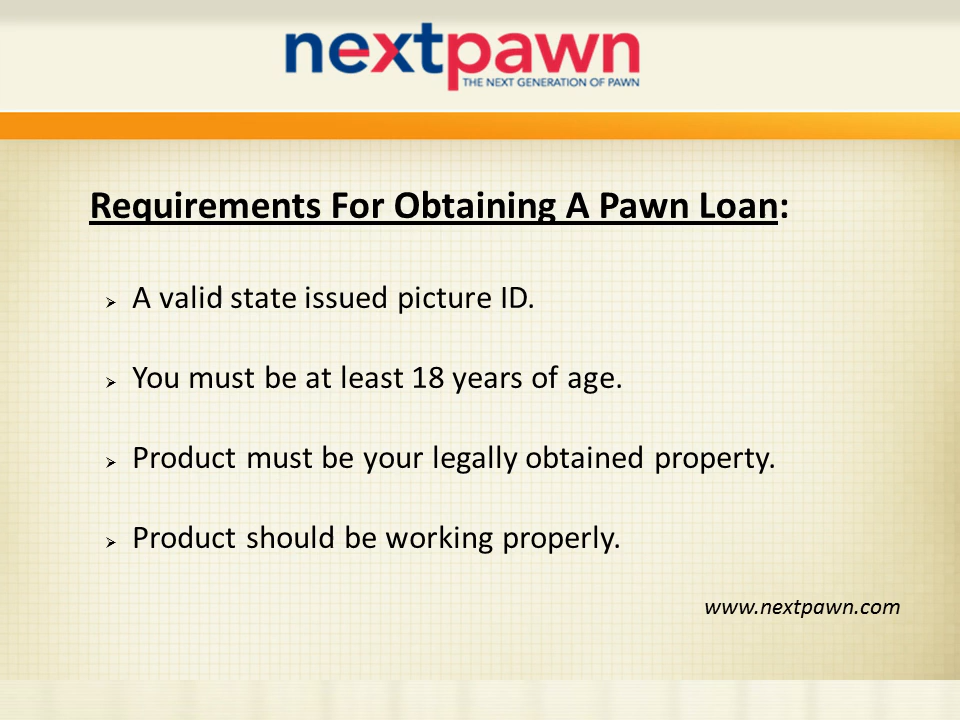 nextpawn
THE NEXT GENERATION OF PAWN
Requirements For Obtaining A Pawn Loan:
A valid state issued picture ID.
You must be at least 18 years of age.
Product must be your legally obtained property.
Product should be working properly.
www.nextpawn.com